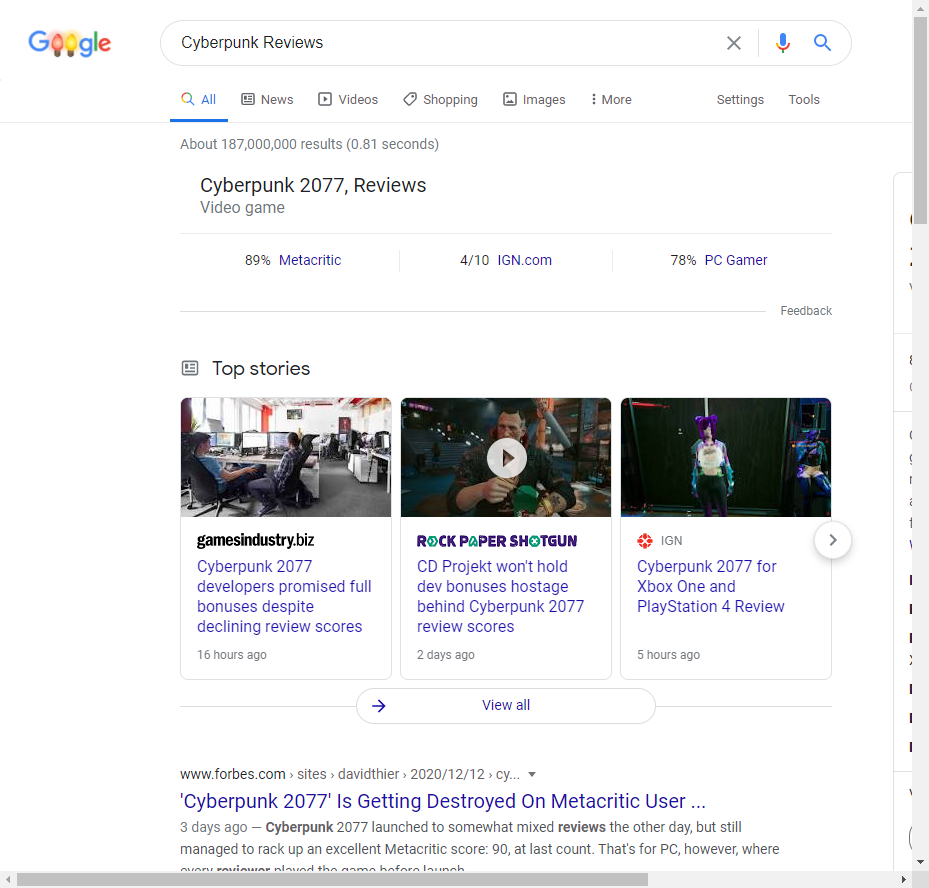 Google
Cyberpunk Reviews
All News Videos Shopping Images More Settings Tools
About 187,000,000 results (0.81 seconds)
Cyberpunk 2077, Reviews
Video game
89% Metacritic 4/10 IGN.com 78% PC Gamer
Feedback
Top stories
gamesindustry.biz
Cyberpunk 2077
developers promised full
bonuses despite
declining review scores
16 hours ago
ROCK PAPER SHOTGUN
CD Projekt won't hold
dev bonuses hostage
behind Cyberpunk 2077
review scores
2 days ago
IGN
Cyberpunk 2077 for
Xbox One and
PlayStation 4 Review
5 hours ago
View all
www.forbes.com › sites › davidthier › 2020/12/12 › cy...
'Cyberpunk 2077' Is Getting Destroyed On Metacritic User ...
3 days ago — Cyberpunk 2077 launched to somewhat mixed reviews the other day, but still
managed to rack up an excellent Metacritic score: 90, at last count. That's for PC, however, where
every reviewer played the game before launch.